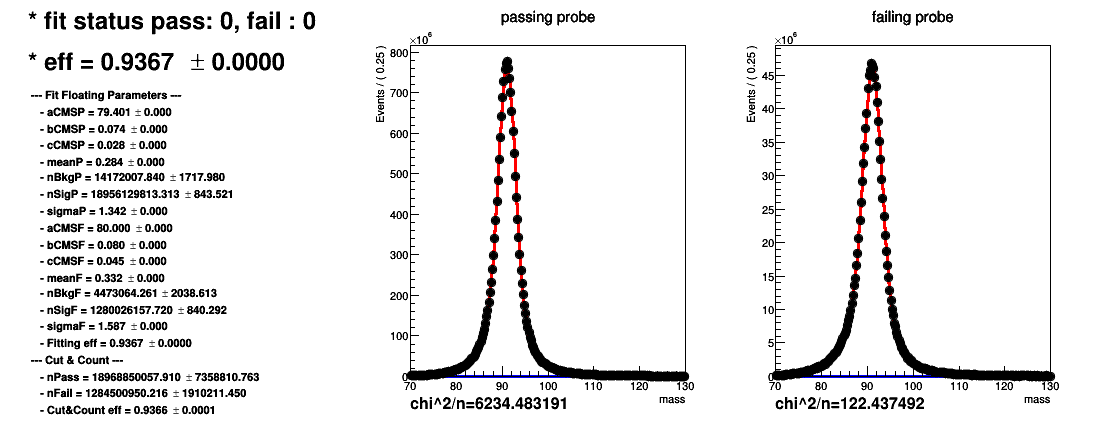 * fit status pass: 0, fail : 0
* eff = 0.9367 ± 0.0000
--- Fit Floating Parameters ---
- aCMSP = 79.401 ± 0.000
- bCMSP = 0.074 ± 0.000
- cCMSP = 0.028 ± 0.000
- meanP = 0.284 ± 0.000
- nBkgP = 14172007.840 ± 1717.980
- nSigP = 18956129813.313 ± 843.521
- sigmaP = 1.342 ± 0.000
- aCMSF = 80.000 ± 0.000
- bCMSF = 0.080 ± 0.000
- cCMSF = 0.045 ± 0.000
- meanF = 0.332 ± 0.000
- nBkgF = 4473064.261 ± 2038.613
- nSigF = 1280026157.720 ± 840.292
- sigmaF = 1.587 ± 0.000
- Fitting eff = 0.9367 ± 0.0000
--- Cut & Count ---
- nPass = 18968850057.910 ± 7358810.763
- nFail = 1284500950.216 ± 1910211.450
- Cut&Count eff = 0.9366 ± 0.0001
passing probe
×10⁶
Events / ( 0.25 )
800
700
600
500
400
300
200
100
0
70 80 90 100 110 120 130
mass
chi^2/n=6234.483191
failing probe
×10⁶
Events / ( 0.25 )
45
40
35
30
25
20
15
10
5
0
70 80 90 100 110 120 130
mass
chi^2/n=122.437492